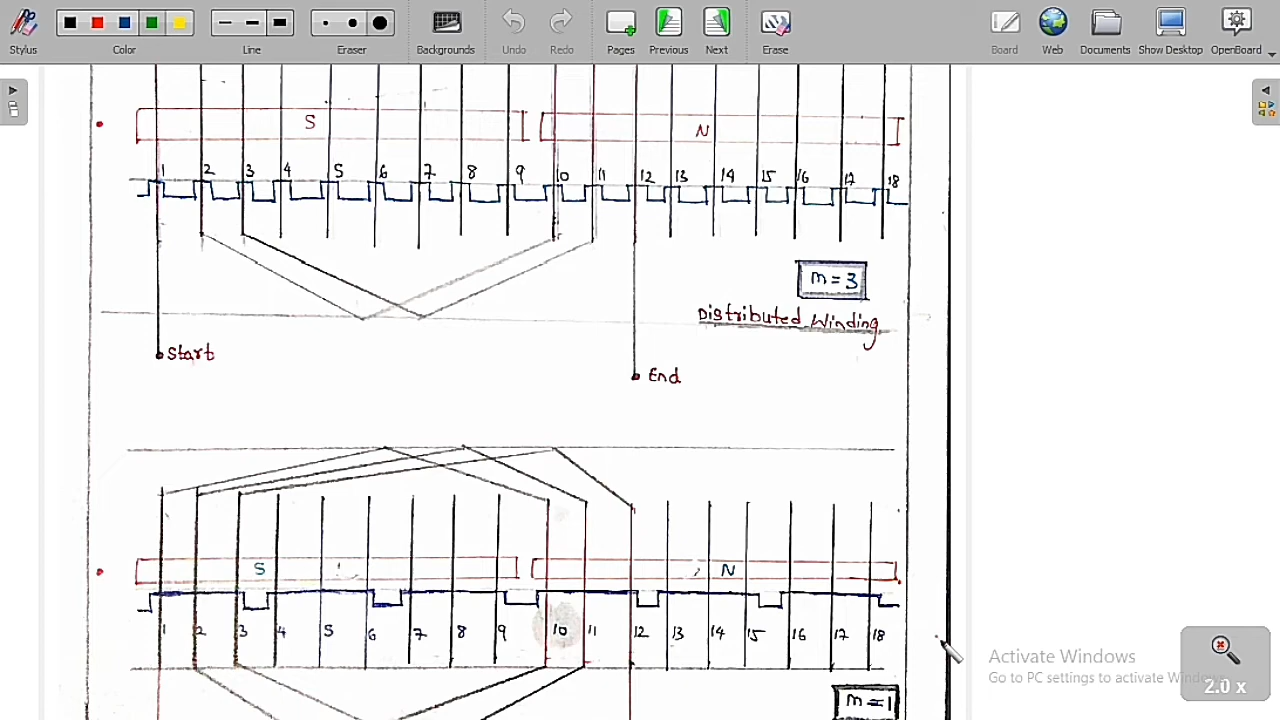 Stylus Color Line Eraser Backgrounds Undo Redo Pages Previous Next Erase Board Web Documents Show Desktop OpenBoard
S N
1 2 3 4 5 6 7 8 9 10 11 12 13 14 15 16 17 18
m = 3
Distributed Winding
Start
End
S N
1 2 3 4 5 6 7 8 9 10 11 12 13 14 15 16 17 18
m = 1
Activate Windows
Go to PC settings to activate Windows.
2.0 x